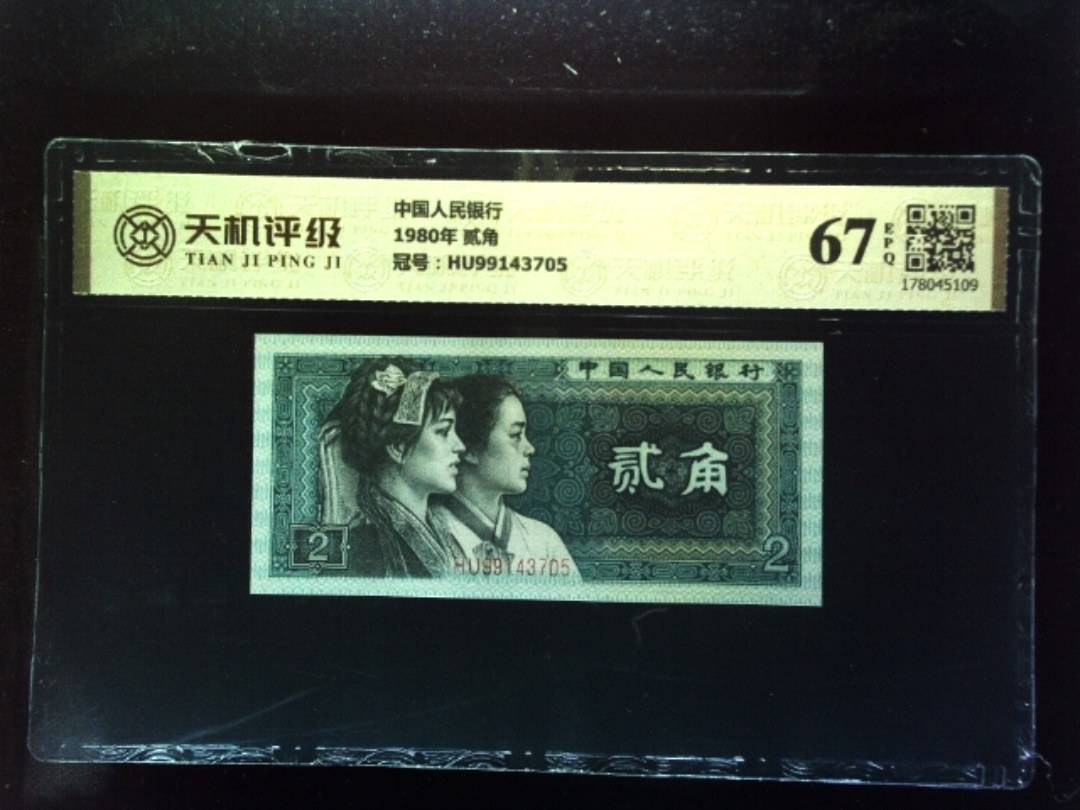 天机评级
TIAN JI PING JI
中国人民银行
1980年 贰角
冠号：HU99143705
67
EPQ
178045109
中国人民银行
贰角
2
HU99143705
2